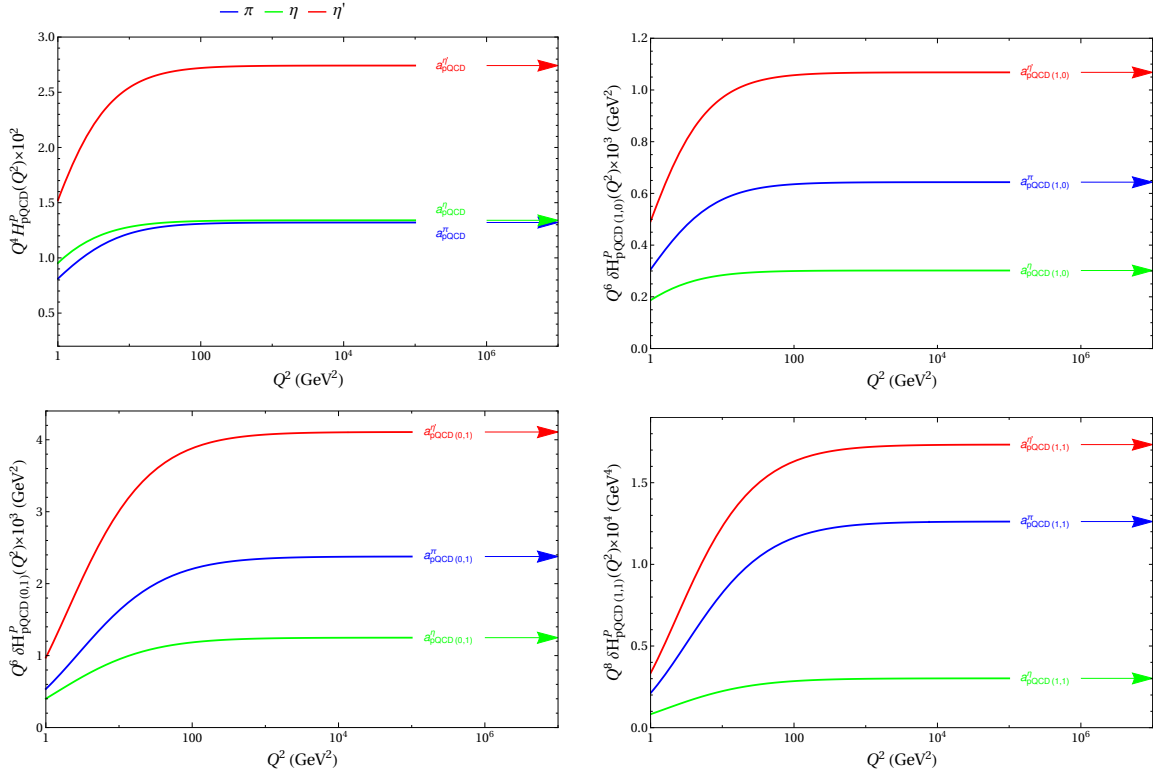 π η η'
3.0
2.5
2.0
1.5
1.0
0.5
Q⁴ H^P_pQCD(Q²)×10²
a^η'_pQCD
a^η_pQCD
a^π_pQCD
1 100 10⁴ 10⁶
Q² (GeV²)
1.2
1.0
0.8
0.6
0.4
0.2
0.0
Q⁶ δH^P_pQCD (1,0)(Q²)×10³ (GeV²)
a^η'_pQCD (1,0)
a^π_pQCD (1,0)
a^η_pQCD (1,0)
1 100 10⁴ 10⁶
Q² (GeV²)
4
3
2
1
0
Q⁶ δH^P_pQCD (0,1)(Q²)×10³ (GeV²)
a^η'_pQCD (0,1)
a^π_pQCD (0,1)
a^η_pQCD (0,1)
1 100 10⁴ 10⁶
Q² (GeV²)
1.5
1.0
0.5
0.0
Q⁸ δH^P_pQCD (1,1)(Q²)×10⁴ (GeV⁴)
a^η'_pQCD (1,1)
a^π_pQCD (1,1)
a^η_pQCD (1,1)
1 100 10⁴ 10⁶
Q² (GeV²)